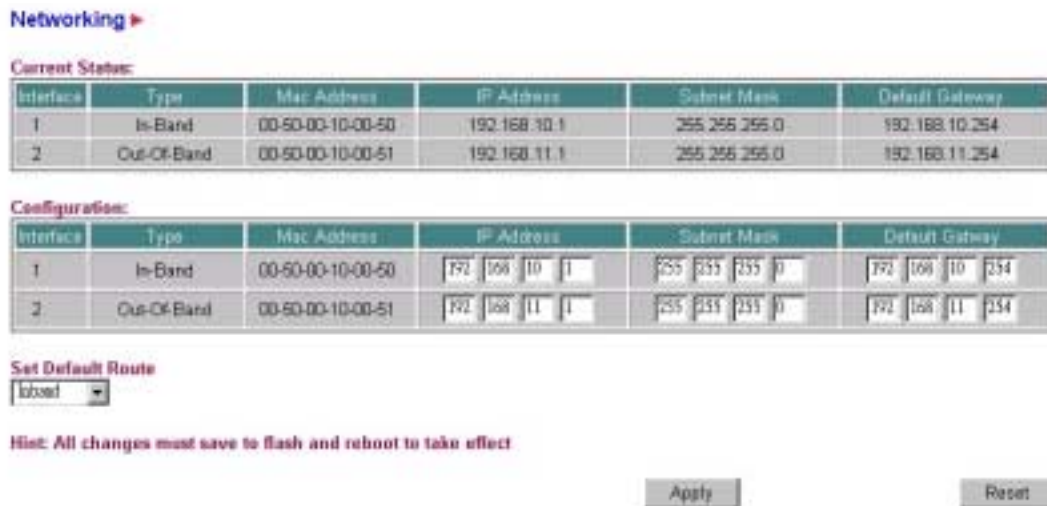 Networking
Current Status:
Interface Type Mac Address IP Address Subnet Mask Default Gateway
1 In-Band 00-50-00-10-00-50 192.168.10.1 255.255.255.0 192.168.10.254
2 Out-Of-Band 00-50-00-10-00-51 192.168.11.1 255.255.255.0 192.168.11.254
Configuration:
Interface Type Mac Address IP Address Subnet Mask Default Gatway
1 In-Band 00-50-00-10-00-50 192 168 10 1 255 255 255 0 192 168 10 254
2 Out-Of-Band 00-50-00-10-00-51 192 168 11 1 255 255 255 0 192 168 11 254
Set Default Route
Inband
Hint: All changes must save to flash and reboot to take effect
Apply Reset